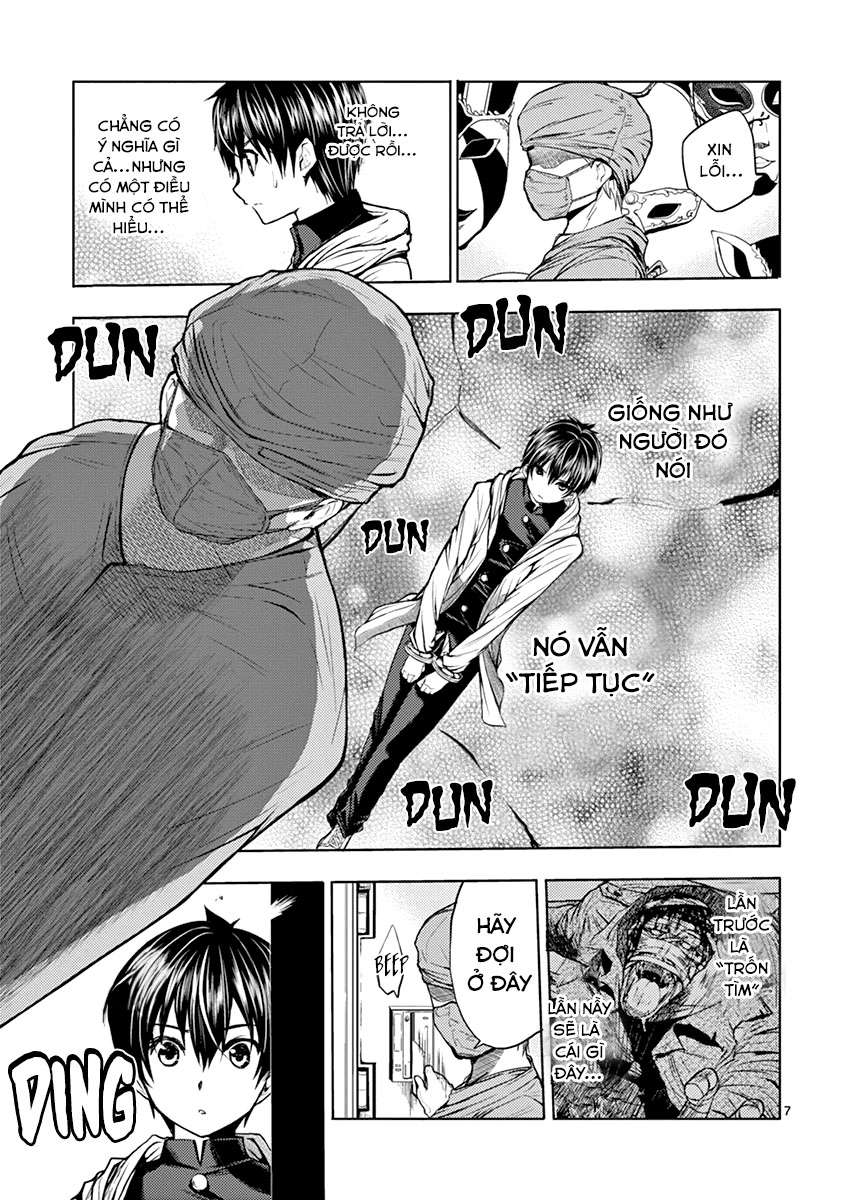 XIN
LỖI...
KHÔNG
TRẢ LỜI...
ĐƯỢC RỒI...
CHẲNG CÓ
Ý NGHĨA GÌ
CẢ...NHƯNG
CÓ MỘT ĐIỀU
MÌNH CÓ THỂ
HIỂU...
DUN
DUN
GIỐNG NHƯ
NGƯỜI ĐÓ
NÓI
DUN
NÓ VẪN
“TIẾP TỤC”
DUN
DUN
LẦN
TRƯỚC
LÀ
“TRỐN
TÌM”
LẦN NẦY
SẼ LÀ
CÁI GÌ
ĐÂY...
HÃY
ĐỢI
Ở ĐÂY
BEEP
DING
7